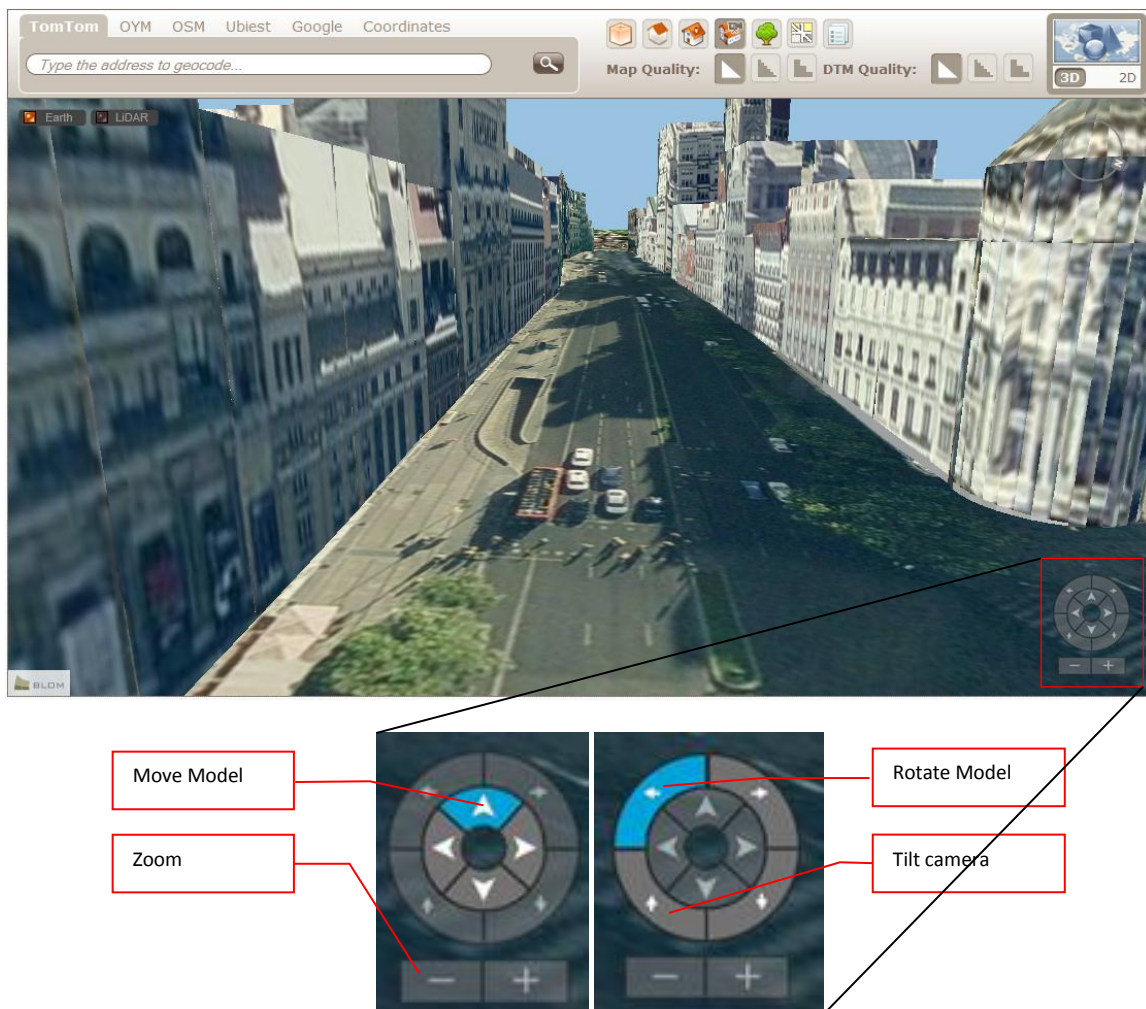 TomTom OYM OSM Ubiest Google Coordinates
Type the address to geocode...
Map Quality: DTM Quality:
3D 2D
Earth LiDAR
N
BLOM
Move Model
Rotate Model
Zoom
Tilt camera